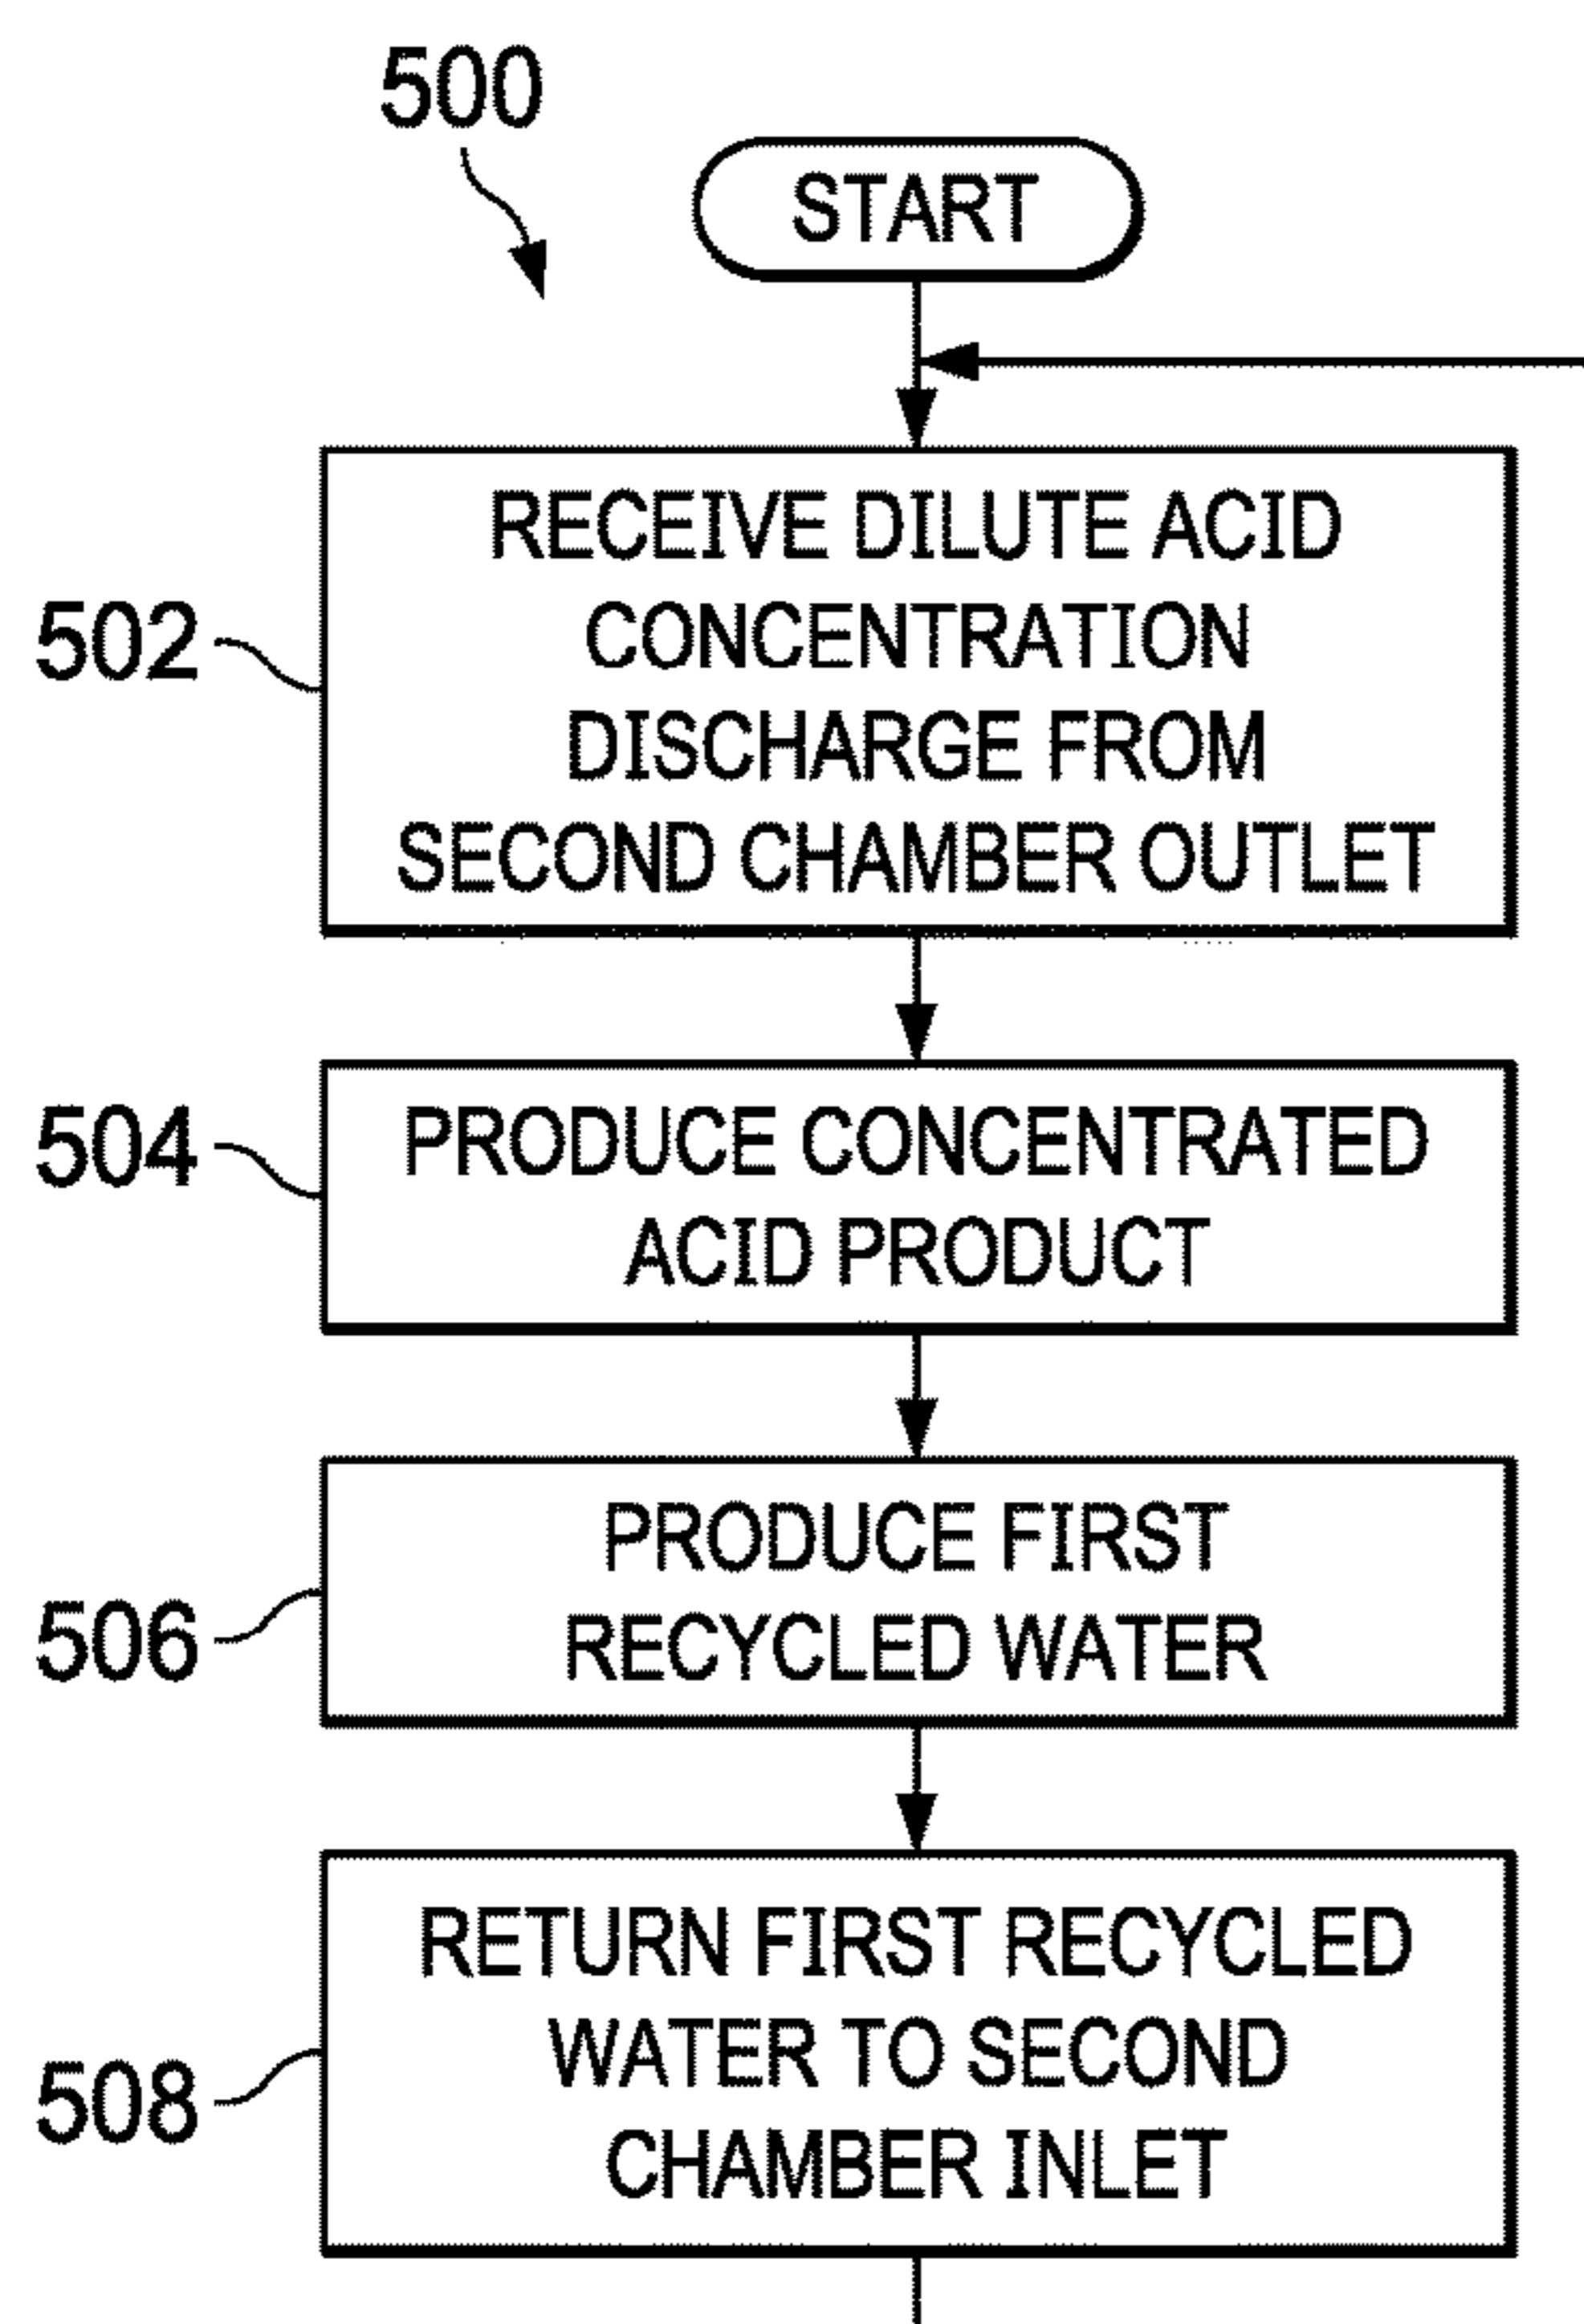 500
START
502
RECEIVE DILUTE ACID
CONCENTRATION
DISCHARGE FROM
SECOND CHAMBER OUTLET
504
PRODUCE CONCENTRATED
ACID PRODUCT
506
PRODUCE FIRST
RECYCLED WATER
508
RETURN FIRST RECYCLED
WATER TO SECOND
CHAMBER INLET